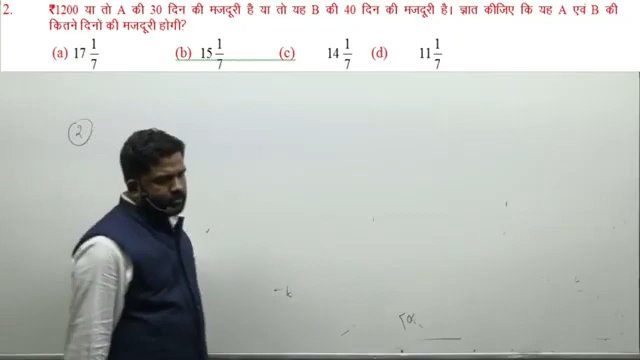 2. ₹1200 या तो A की 30 दिन की मजदूरी है या तो यह B की 40 दिन की मजदूरी है। ज्ञात कीजिए कि यह A एवं B की
कितने दिनों की मजदूरी होगी?
(a) 17 1/7 (b) 15 1/7 (c) 14 1/7 (d) 11 1/7
2